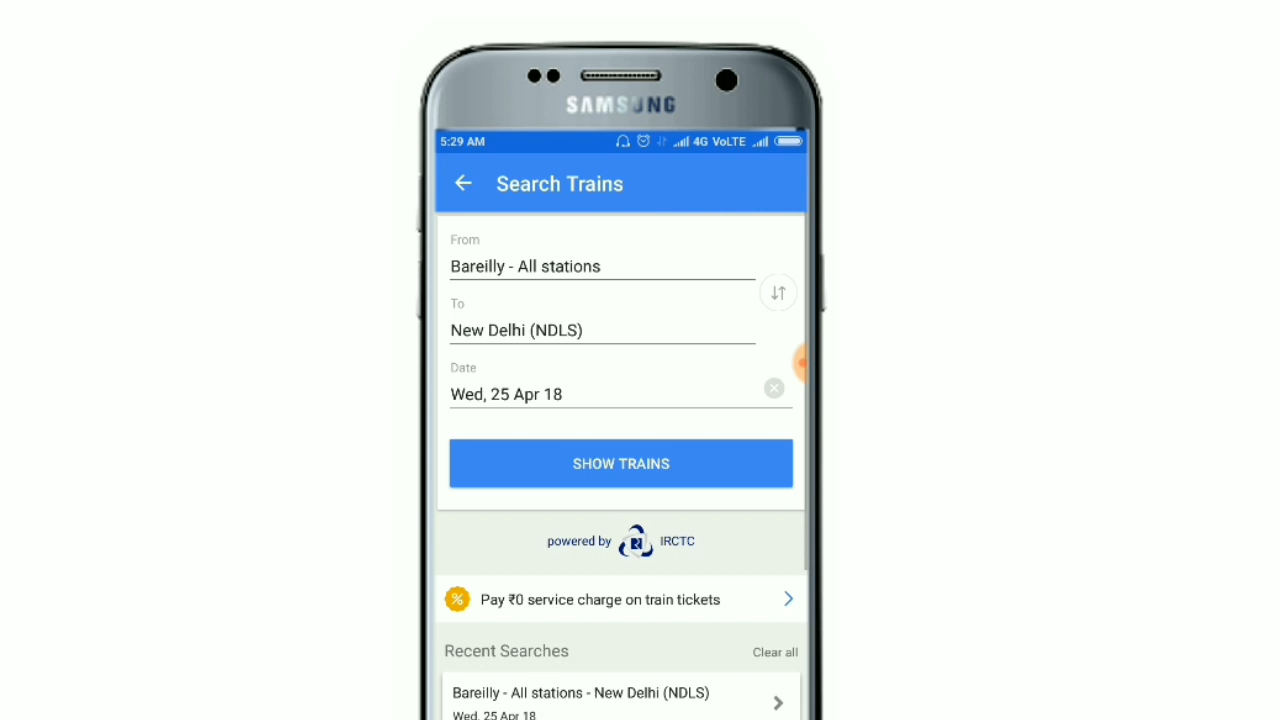 SAMSUNG
5:29 AM 4G VoLTE
Search Trains
From
Bareilly - All stations
To
New Delhi (NDLS)
Date
Wed, 25 Apr 18
SHOW TRAINS
powered by IRCTC
% Pay ₹0 service charge on train tickets
Recent Searches Clear all
Bareilly - All stations - New Delhi (NDLS)
Wed, 25 Apr 18